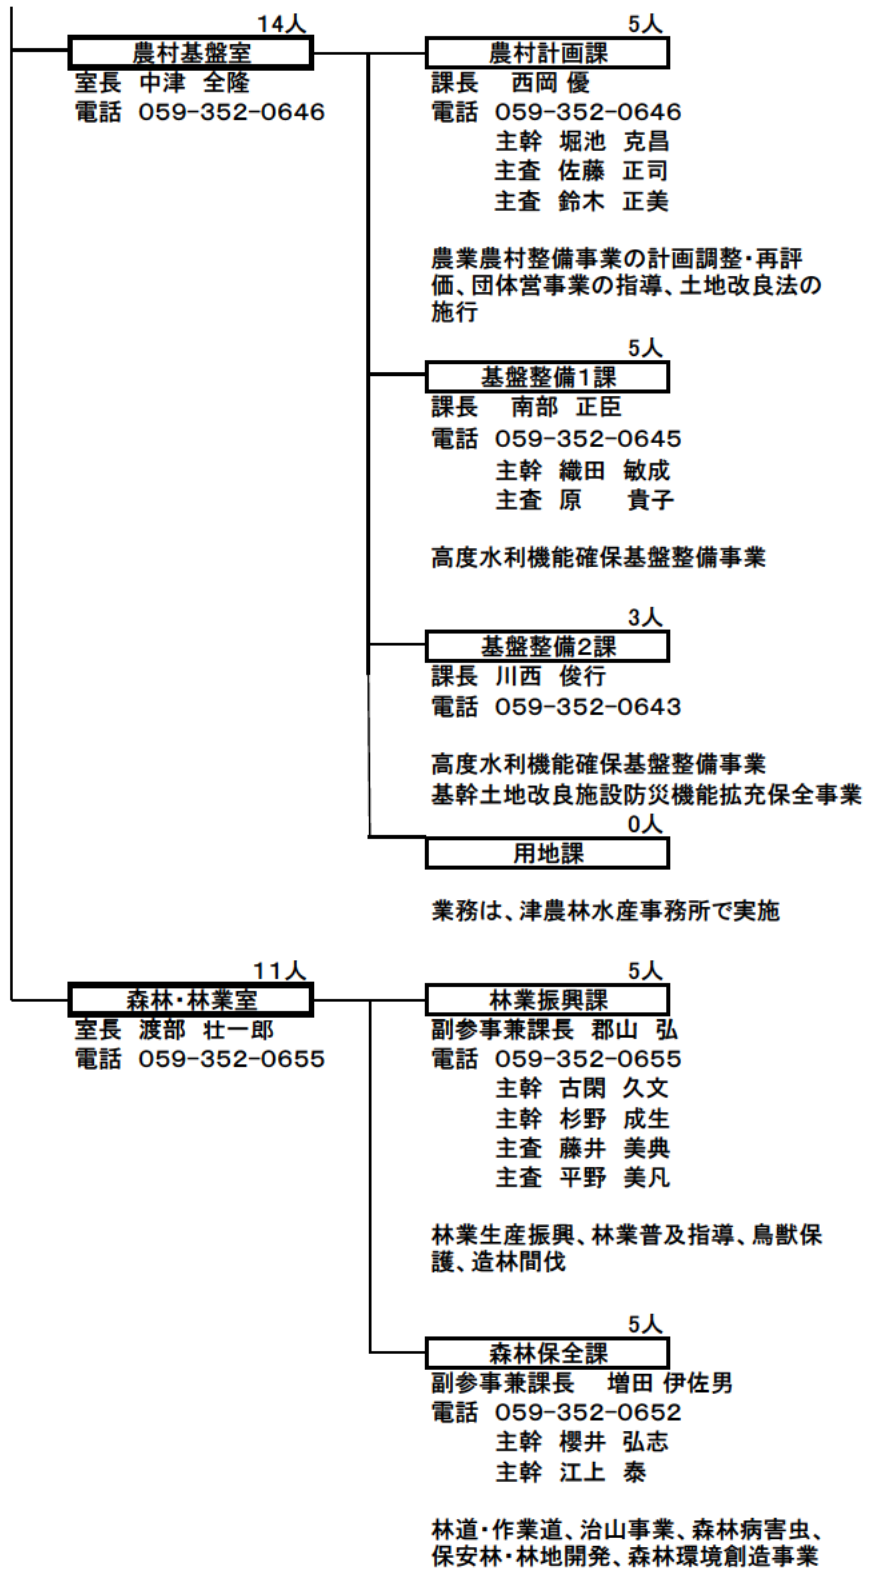 14人
農村基盤室
室長 中津 全隆
電話 059-352-0646
5人
農村計画課
課長 西岡 優
電話 059-352-0646
主幹 堀池 克昌
主査 佐藤 正司
主査 鈴木 正美
農業農村整備事業の計画調整・再評
価、団体営事業の指導、土地改良法の
施行
5人
基盤整備1課
課長 南部 正臣
電話 059-352-0645
主幹 織田 敏成
主査 原 貴子
高度水利機能確保基盤整備事業
3人
基盤整備2課
課長 川西 俊行
電話 059-352-0643
高度水利機能確保基盤整備事業
基幹土地改良施設防災機能拡充保全事業
0人
用地課
業務は、津農林水産事務所で実施
11人
森林・林業室
室長 渡部 壮一郎
電話 059-352-0655
5人
林業振興課
副参事兼課長 郡山 弘
電話 059-352-0655
主幹 古閑 久文
主幹 杉野 成生
主査 藤井 美典
主査 平野 美凡
林業生産振興、林業普及指導、鳥獣保
護、造林間伐
5人
森林保全課
副参事兼課長 増田 伊佐男
電話 059-352-0652
主幹 櫻井 弘志
主幹 江上 泰
林道・作業道、治山事業、森林病害虫、
保安林・林地開発、森林環境創造事業